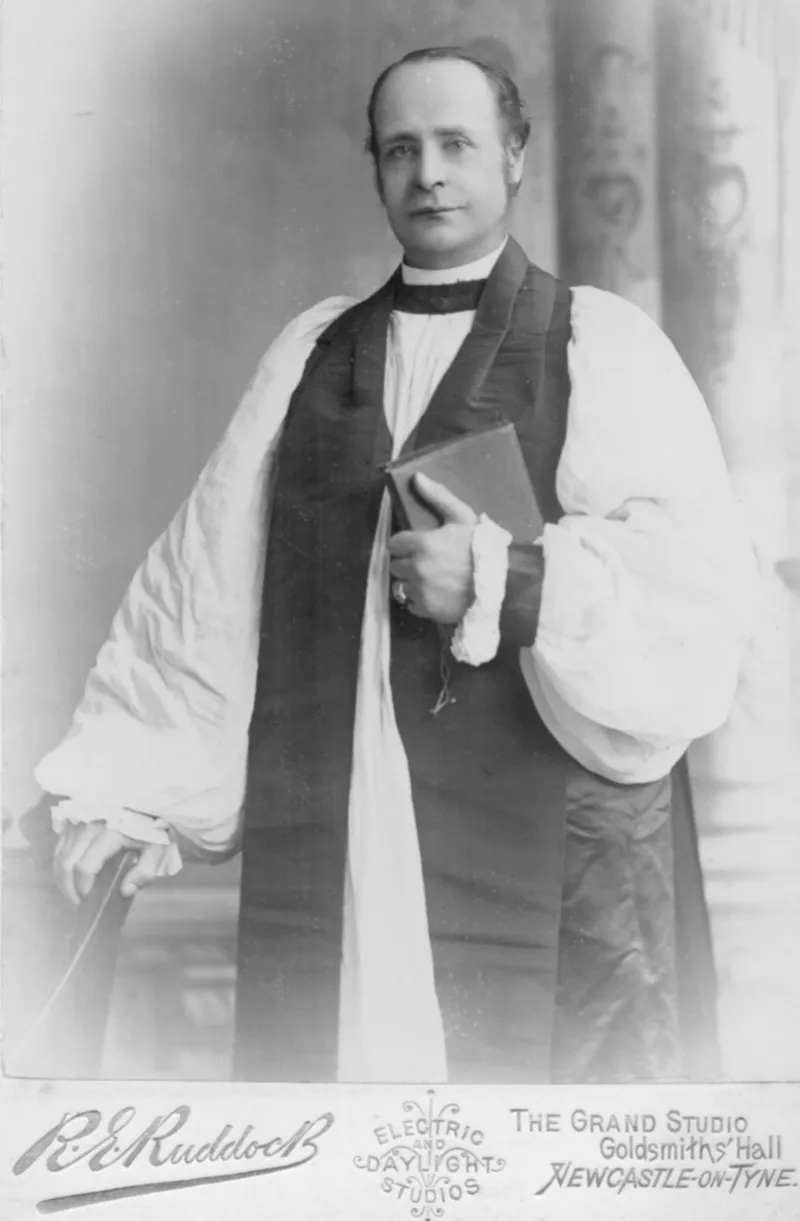 R.E. Ruddock
ELECTRIC
AND
DAYLIGHT
STUDIOS
THE GRAND STUDIO
Goldsmiths' Hall
NEWCASTLE-ON-TYNE.